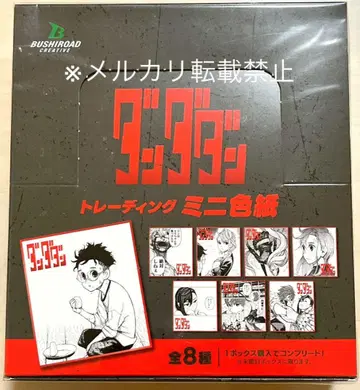 BUSHIROAD
CREATIVE
※メルカリ転載禁止
ダンダダン
トレーディング ミニ色紙
ダンダダン
全8種
1ボックス購入でコンプリート!